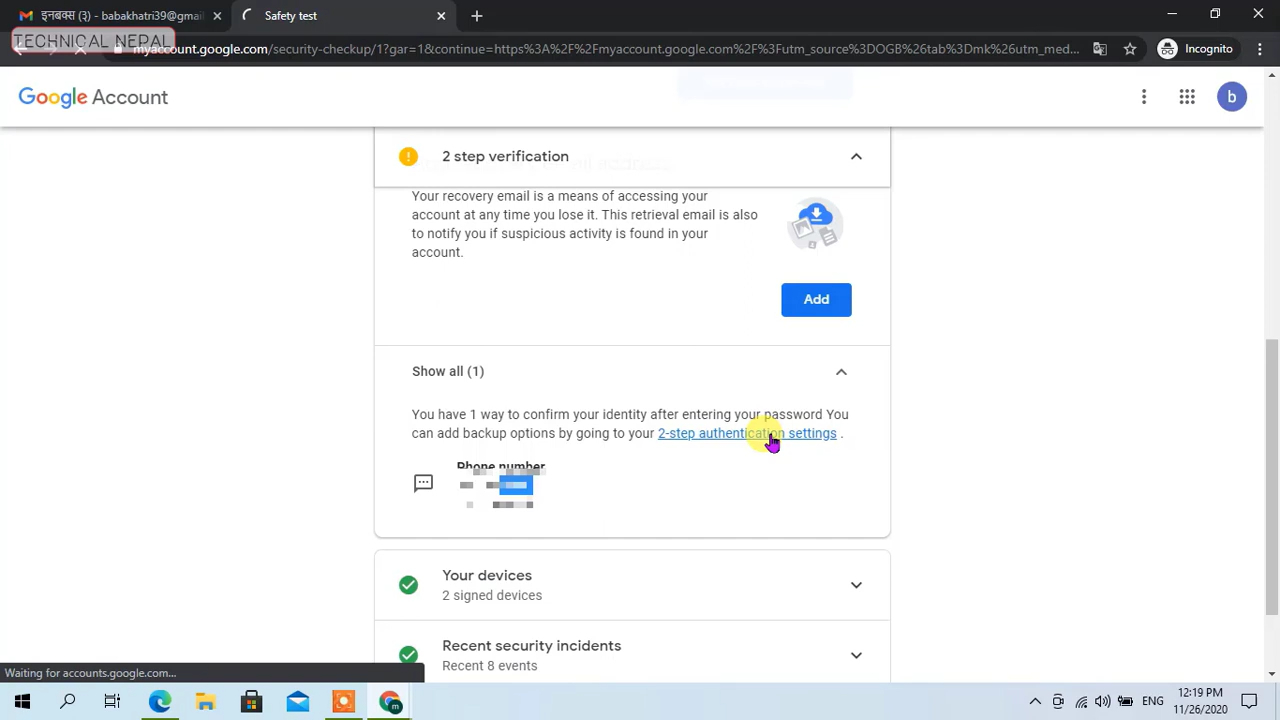 इनबक्स (३) - babakhatri39@gmail
Safety test
TECHNICAL NEPAL
myaccount.google.com/security-checkup/1?gar=1&continue=https%3A%2F%2Fmyaccount.google.com%2F%3Futm_source%3DOGB%26tab%3Dmk%26utm_med...
Incognito
Google Account
b
2 step verification
Your recovery email is a means of accessing your
account at any time you lose it. This retrieval email is also
to notify you if suspicious activity is found in your
account.
Add
Show all (1)
You have 1 way to confirm your identity after entering your password You
can add backup options by going to your 2-step authentication settings .
Phone number
Your devices
2 signed devices
Recent security incidents
Recent 8 events
Waiting for accounts.google.com...
ENG
12:19 PM
11/26/2020